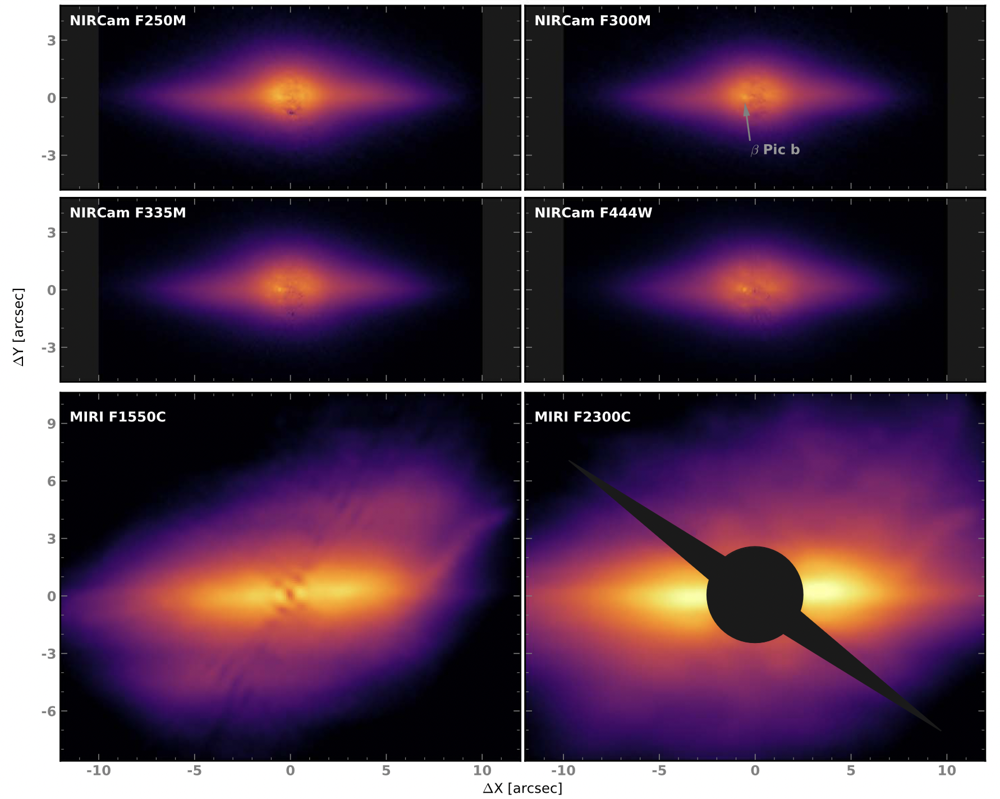 NIRCam F250M
NIRCam F300M
3
0
-3
β Pic b
NIRCam F335M
NIRCam F444W
3
0
-3
ΔY [arcsec]
MIRI F1550C
MIRI F2300C
9
6
3
0
-3
-6
-10 -5 0 5 10
-10 -5 0 5 10
ΔX [arcsec]